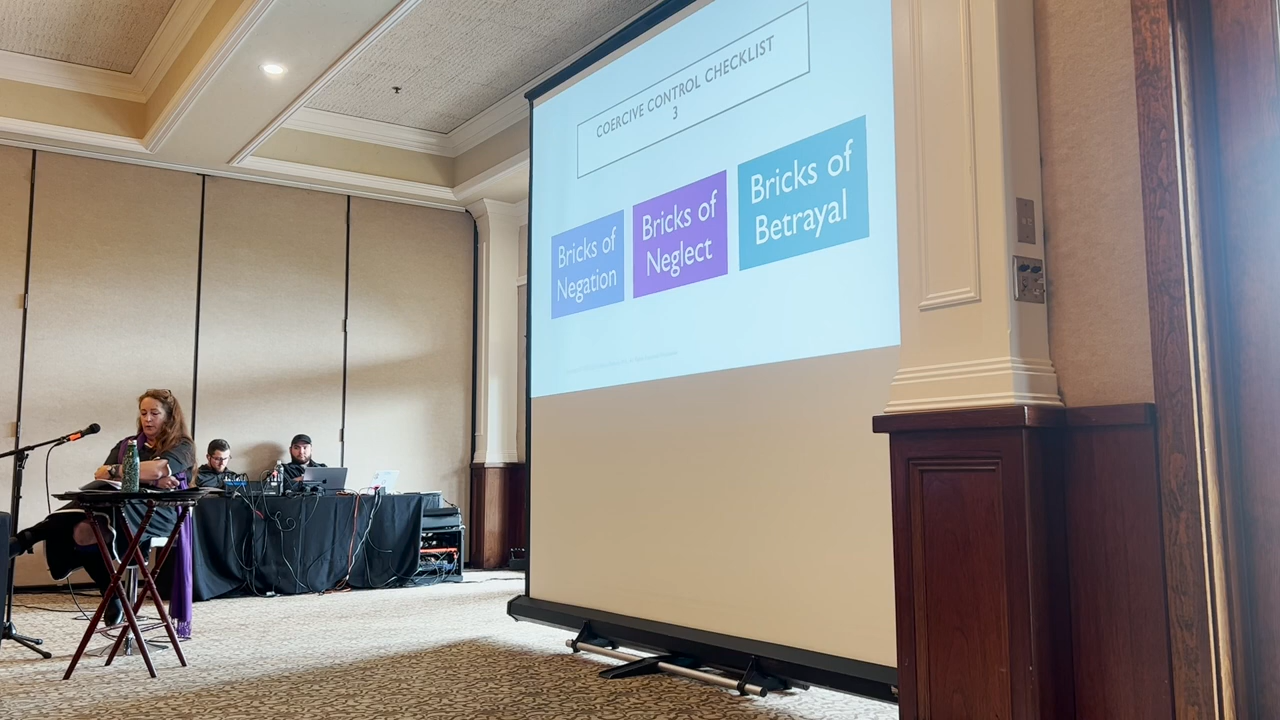 COERCIVE CONTROL CHECKLIST
3
Bricks of
Negation
Bricks of
Neglect
Bricks of
Betrayal